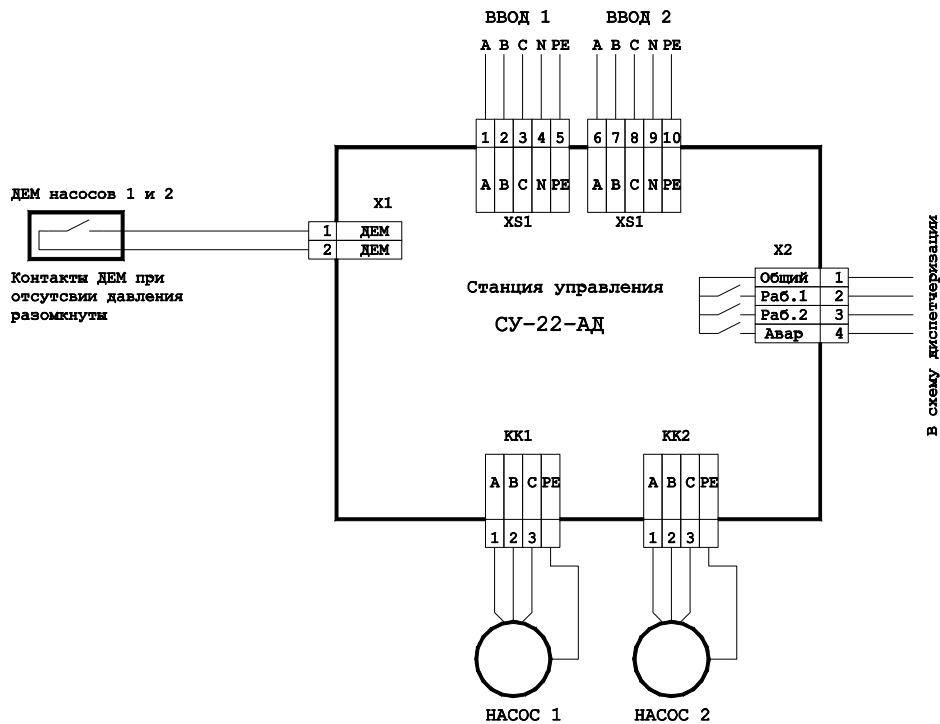 ВВОД 1 ВВОД 2
A B C N PE A B C N PE
1 2 3 4 5 6 7 8 9 10
A B C N PE A B C N PE
XS1 XS1
ДЕМ насосов 1 и 2
X1
1 ДЕМ
2 ДЕМ
Контакты ДЕМ при
отсутсвии давления
разомкнуты
Станция управления
СУ-22-АД
X2
Общий 1
Раб.1 2
Раб.2 3
Авар 4
В схему диспетчеризации
КК1 КК2
A B C PE A B C PE
1 2 3 1 2 3
НАСОС 1 НАСОС 2